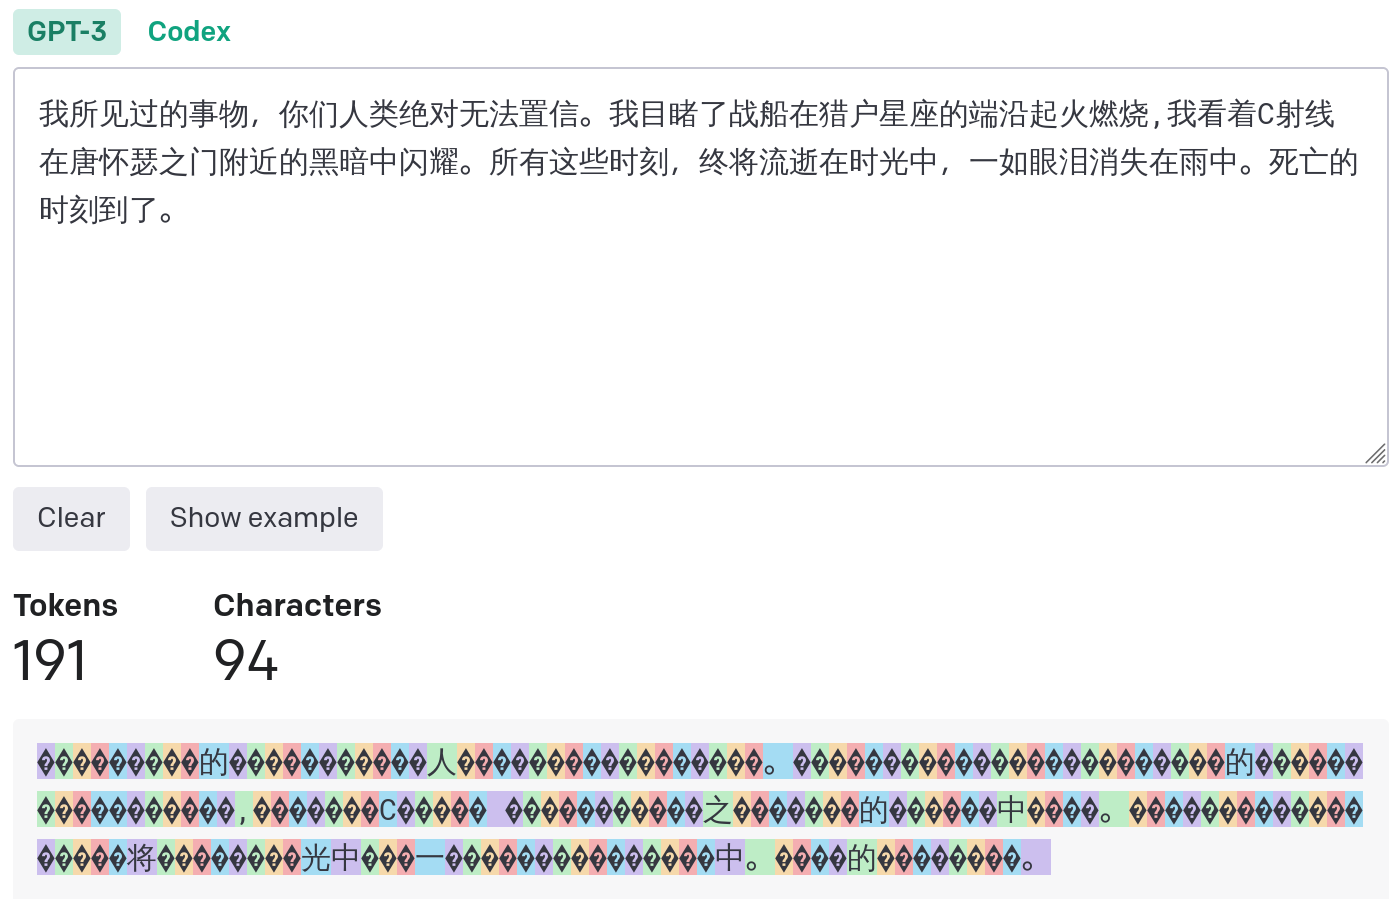 GPT-3 Codex
我所见过的事物，你们人类绝对无法置信。我目睹了战船在猎户星座的端沿起火燃烧,我看着C射线
在唐怀瑟之门附近的黑暗中闪耀。所有这些时刻，终将流逝在时光中，一如眼泪消失在雨中。死亡的
时刻到了。
Clear Show example
Tokens Characters
191 94
���������的�����������人�����������������。������������������������的������
�����������,�������C����� �����������之�������的������中����。�������������
�����将��������光中���一���������������中。����的��������。